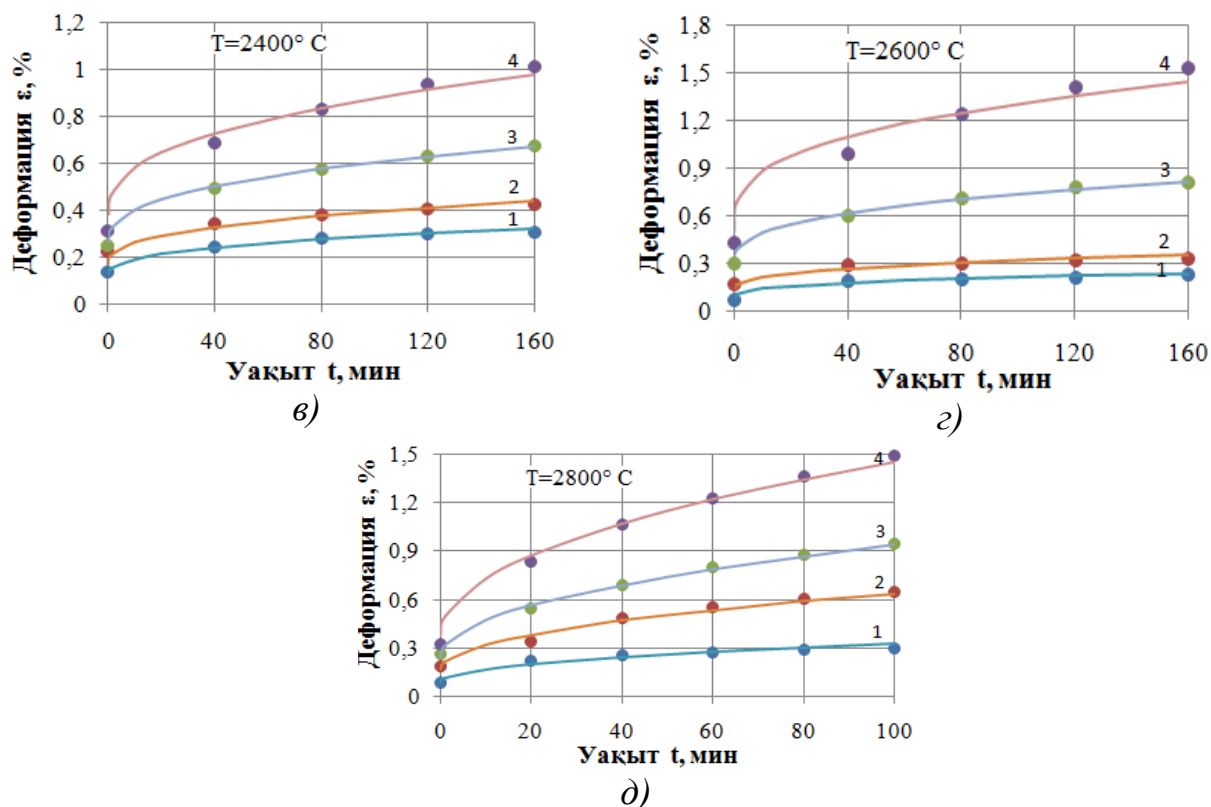 Деформация ε, %
T=2400° C
1,2
1
0,8
0,6
0,4
0,2
0
4
3
2
1
0 40 80 120 160
Уақыт t, мин
в)
Деформация ε, %
T=2600° C
1.8
1.5
1.2
0.9
0.6
0.3
0.0
4
3
2
1
0 40 80 120 160
Уақыт t, мин
г)
Деформация ε, %
T=2800° C
1,5
1,2
0,9
0,6
0,3
0
4
3
2
1
0 20 40 60 80 100
Уақыт t, мин
д)